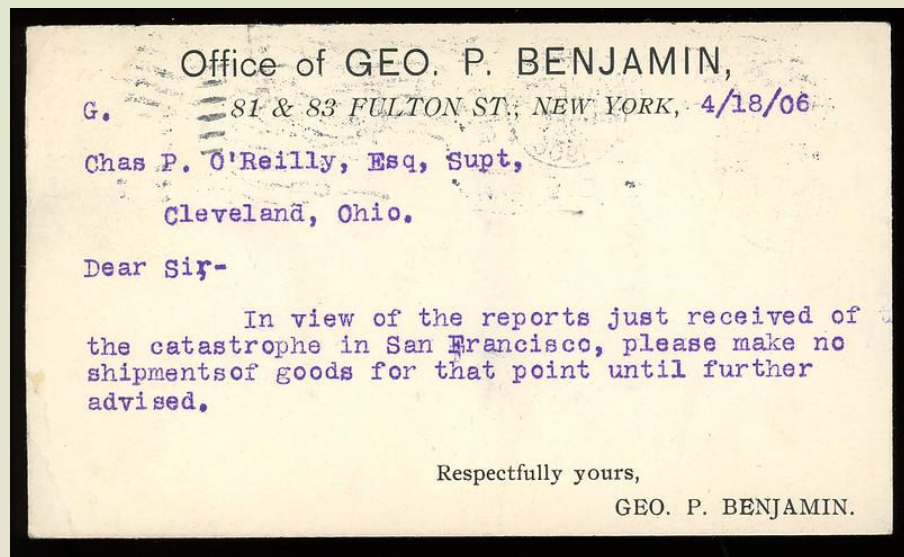 Office of GEO. P. BENJAMIN,
G. 81 & 83 FULTON ST., NEW YORK, 4/18/06
Chas P. O'Reilly, Esq, Supt,
Cleveland, Ohio.
Dear Sir-
In view of the reports just received of
the catastrophe in San Francisco, please make no
shipmentsof goods for that point until further
advised.
Respectfully yours,
GEO. P. BENJAMIN.